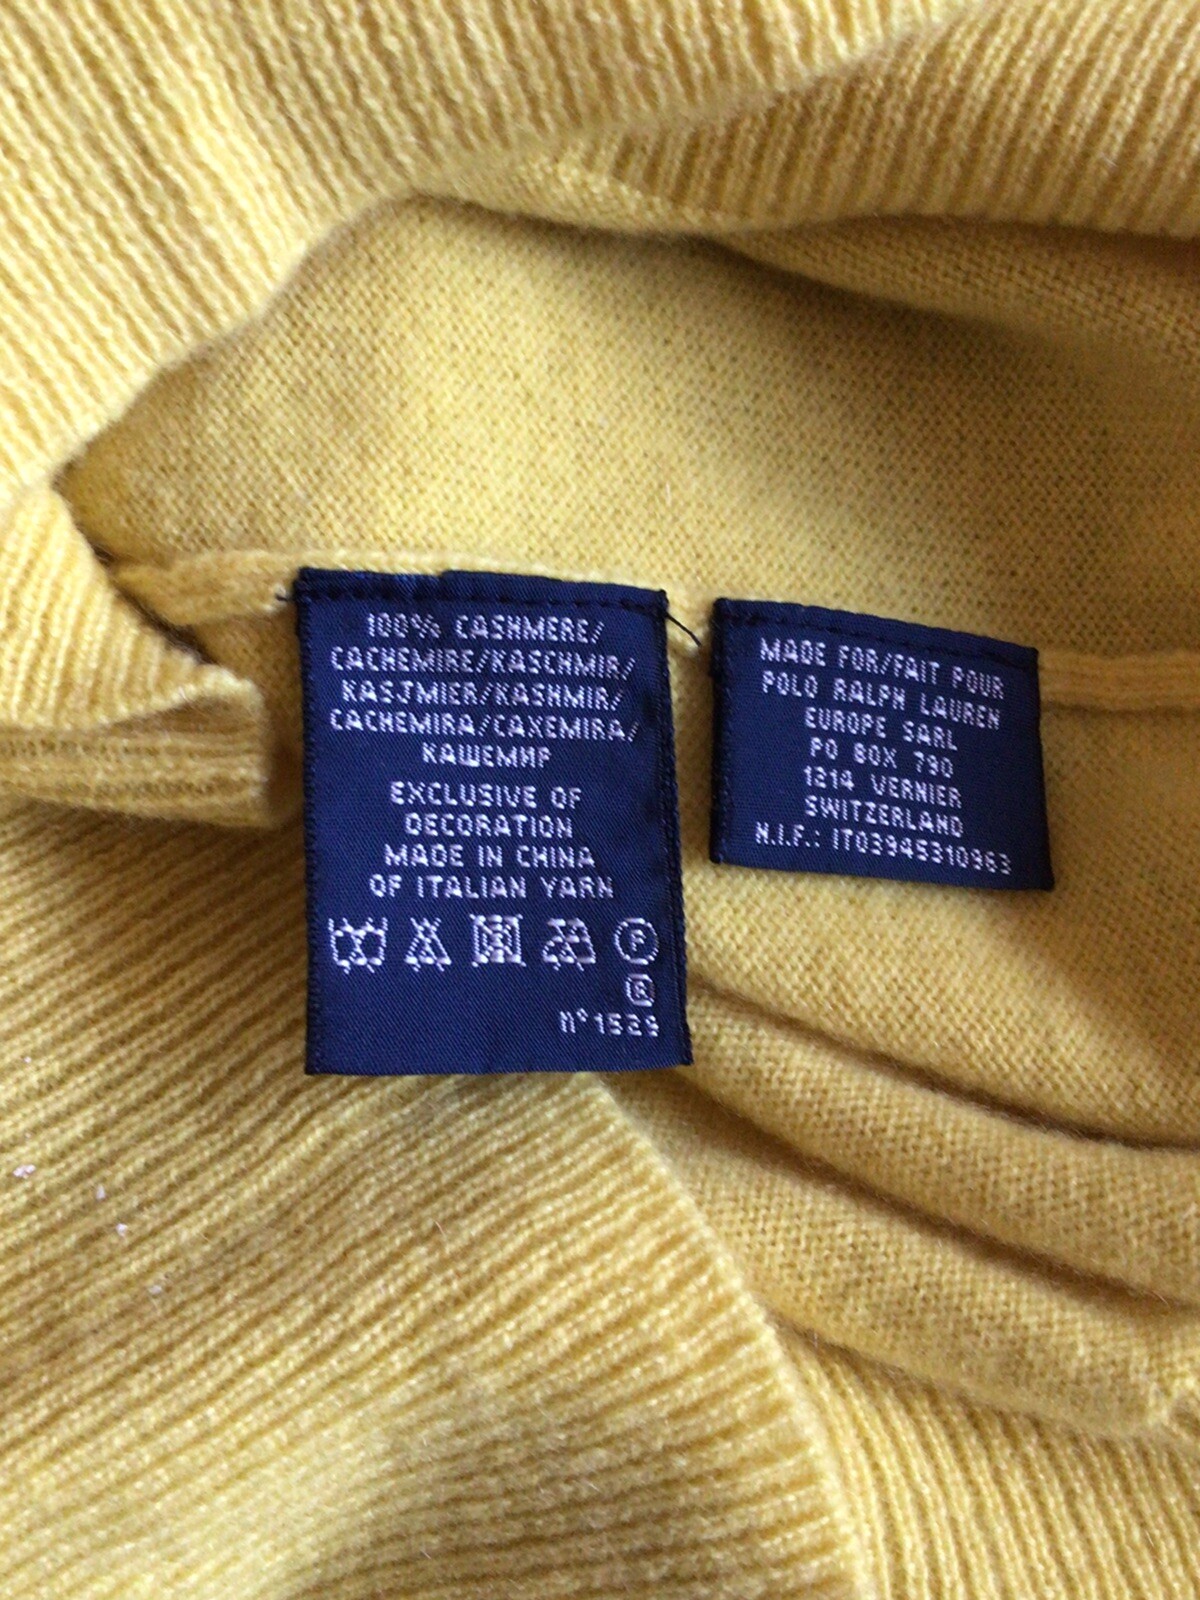 100% CASHMERE/
CACHEMIRE/KASCHMIR/
KASJMIER/KASHMIR/
CACHEMIRA/CAXEMIRA/
КАШЕМИР
EXCLUSIVE OF
DECORATION
MADE IN CHINA
OF ITALIAN YARN
P
R
n°1529
MADE FOR/FAIT POUR
POLO RALPH LAUREN
EUROPE SARL
PO BOX 790
1214 VERNIER
SWITZERLAND
N.I.F.: IT03945310963